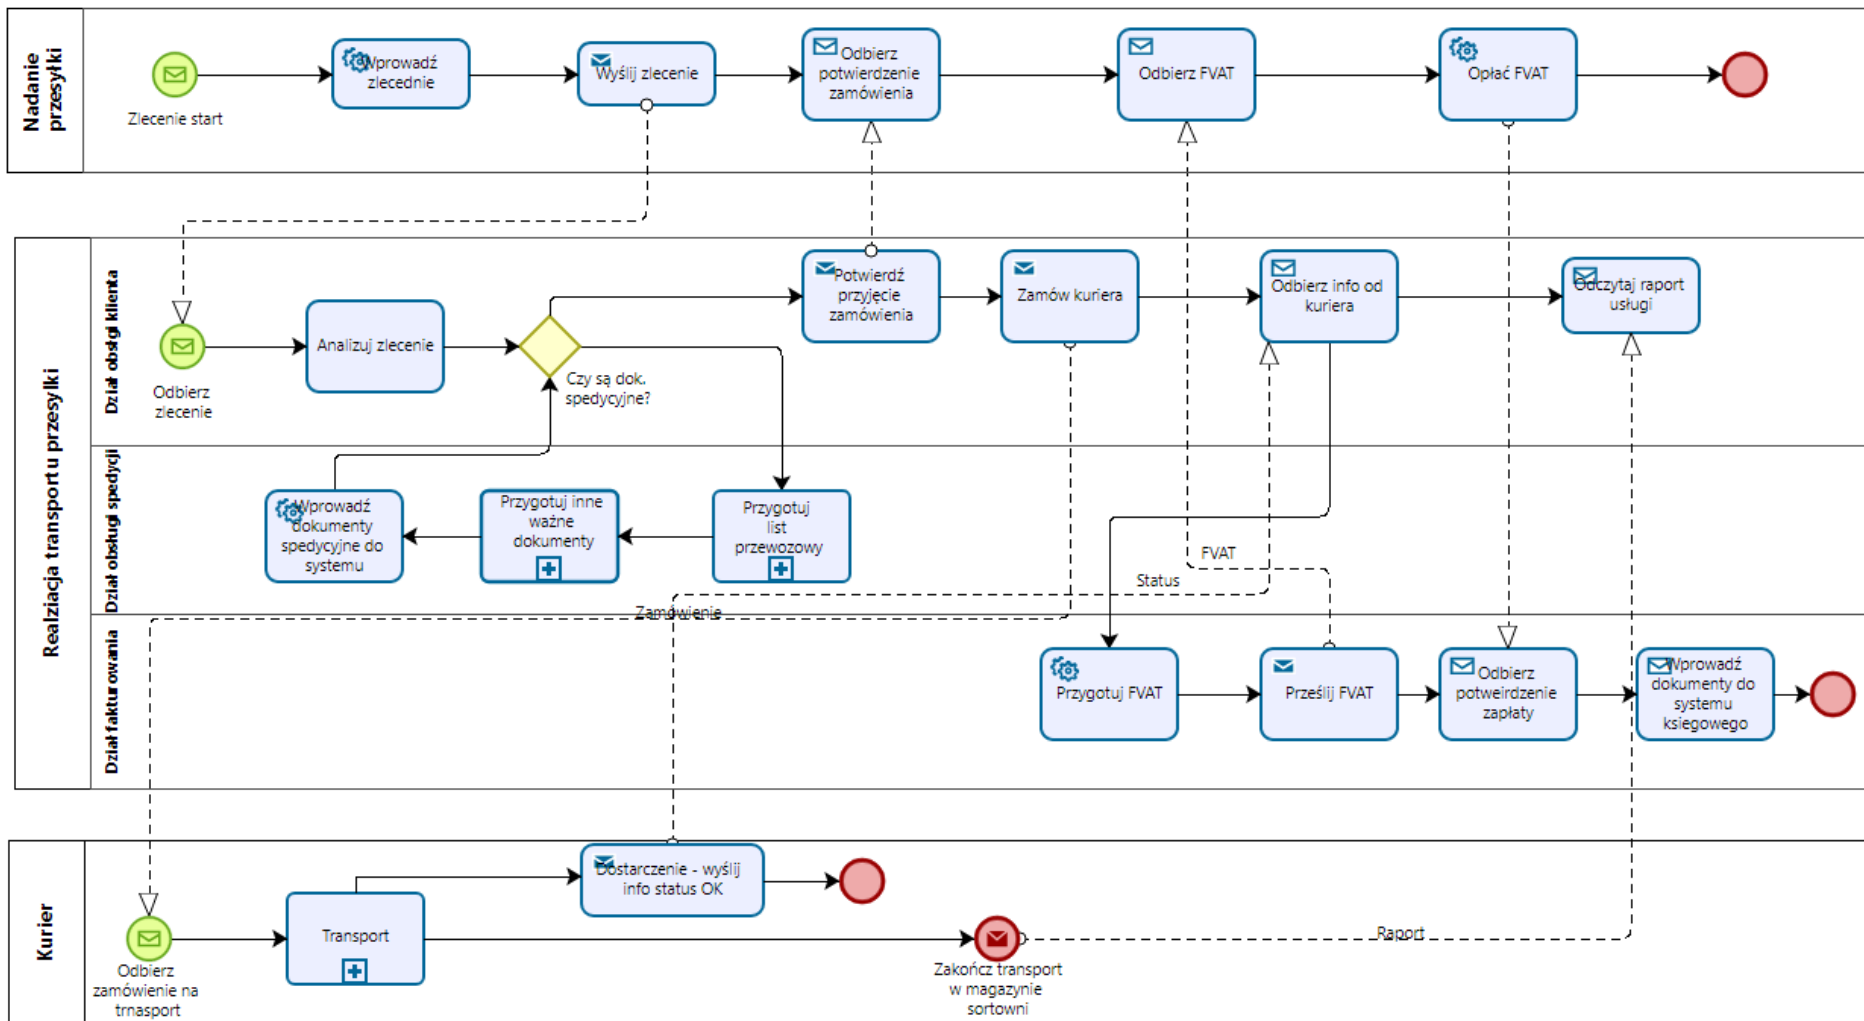 Nadanie
przesyłki
Zlecenie start
Wprowadź
zlecednie
Wyślij zlecenie
Odbierz
potwierdzenie
zamówienia
Odbierz FVAT
Opłać FVAT
Realziacja transportu przesylki
Dział obsłgi klienta
Odbierz
zlecenie
Analizuj zlecenie
Czy są dok.
spedycyjne?
Potwierdź
przyjęcie
zamówienia
Zamów kuriera
Odbierz info od
kuriera
Odczytaj raport
usługi
Dział obsługi spedycji
Wprowadź
dokumenty
spedycyjne do
systemu
Przygotuj inne
ważne
dokumenty
Przygotuj
list
przewozowy
FVAT
Status
Zamówienie
Dział fakturowania
Przygotuj FVAT
Prześlij FVAT
Odbierz
potweirdzenie
zapłaty
Wprowadź
dokumenty do
systemu
ksiegowego
Kurier
Odbierz
zamówienie na
trnasport
Transport
Dostarczenie - wyślij
info status OK
Zakończ transport
w magazynie
sortowni
Raport